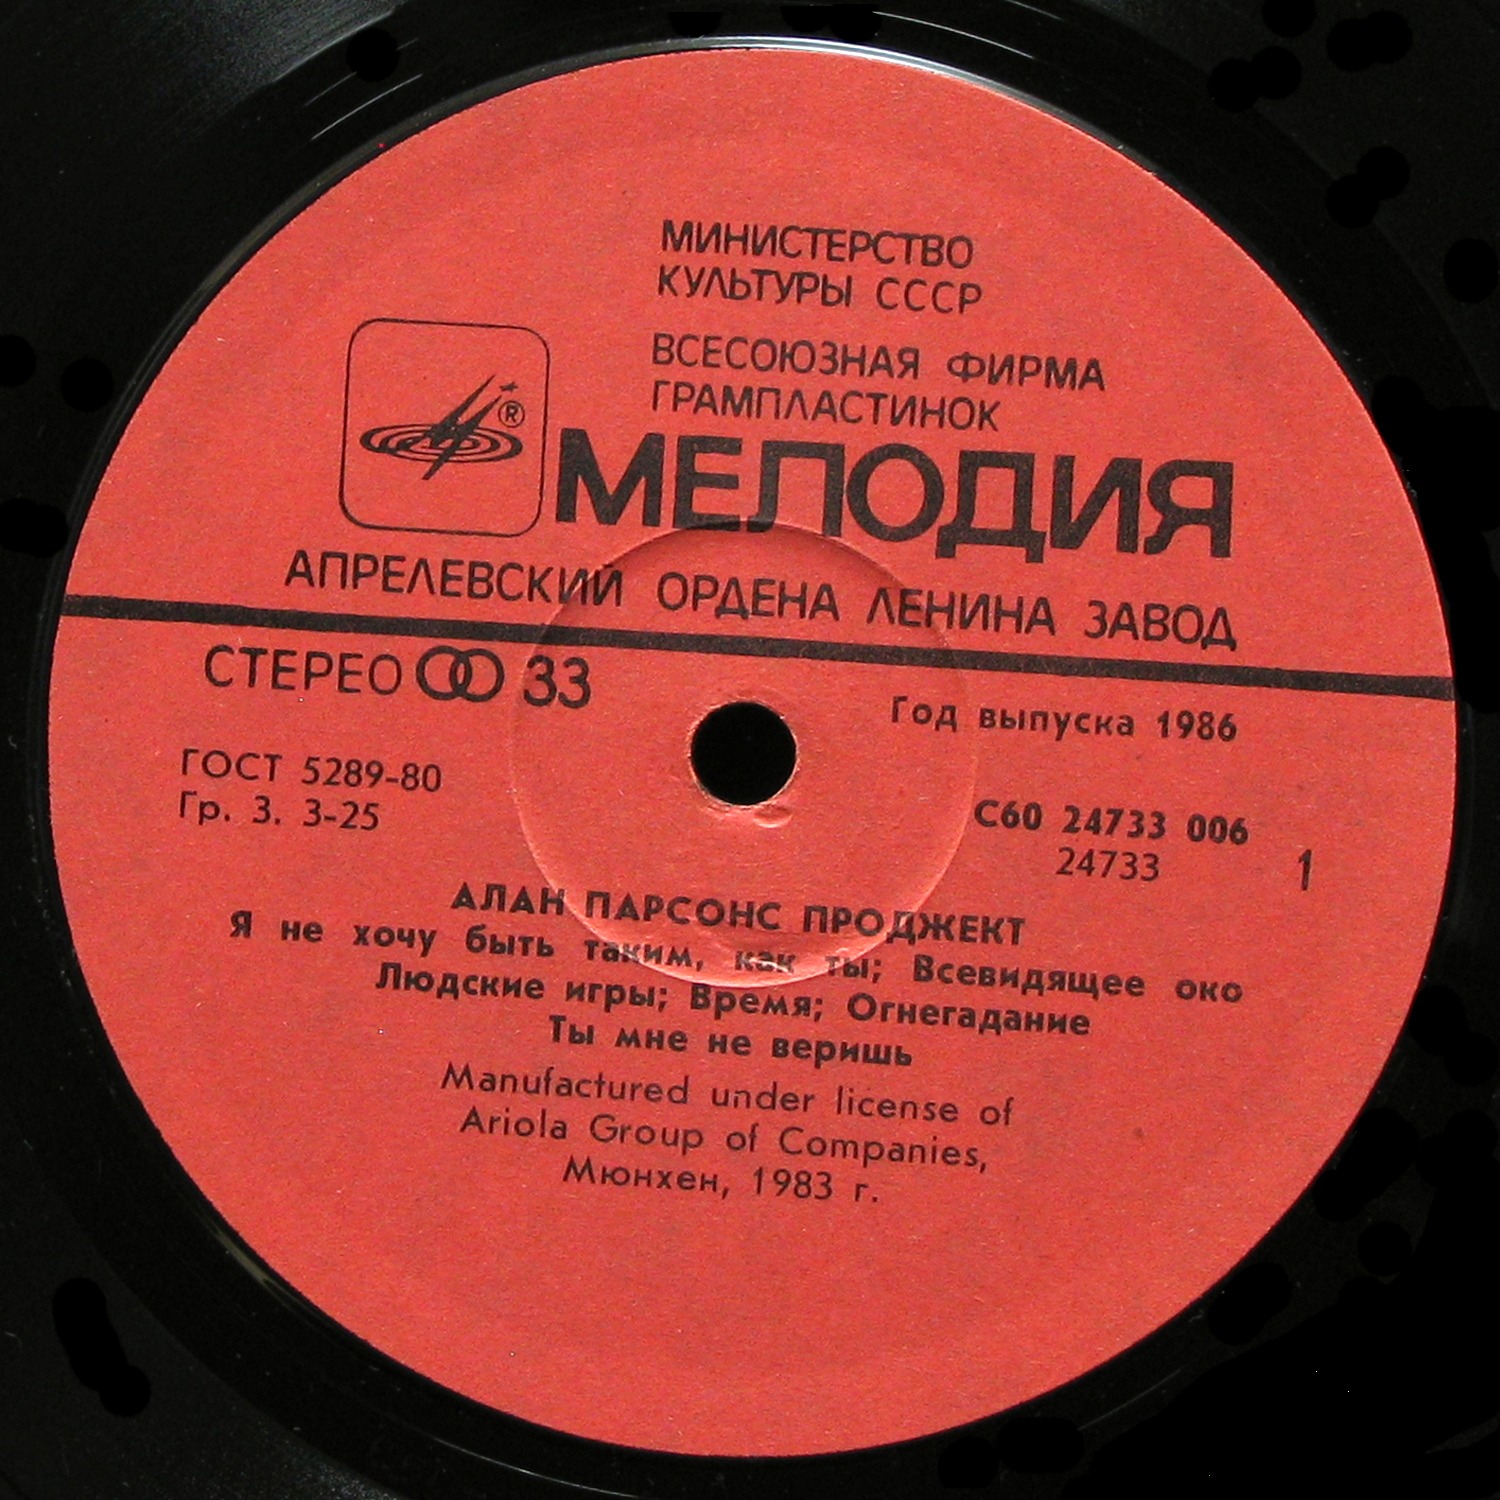 МИНИСТЕРСТВО
КУЛЬТУРЫ СССР
ВСЕСОЮЗНАЯ ФИРМА
ГРАМПЛАСТИНОК
®
МЕЛОДИЯ
АПРЕЛЕВСКИЙ ОРДЕНА ЛЕНИНА ЗАВОД
СТЕРЕО 33
Год выпуска 1986
ГОСТ 5289-80
Гр. 3. 3-25
С60 24733 006
24733 1
АЛАН ПАРСОНС ПРОДЖЕКТ
Я не хочу быть таким, как ты; Всевидящее око
Людские игры; Время; Огнегадание
Ты мне не веришь
Manufactured under license of
Ariola Group of Companies,
Мюнхен, 1983 г.